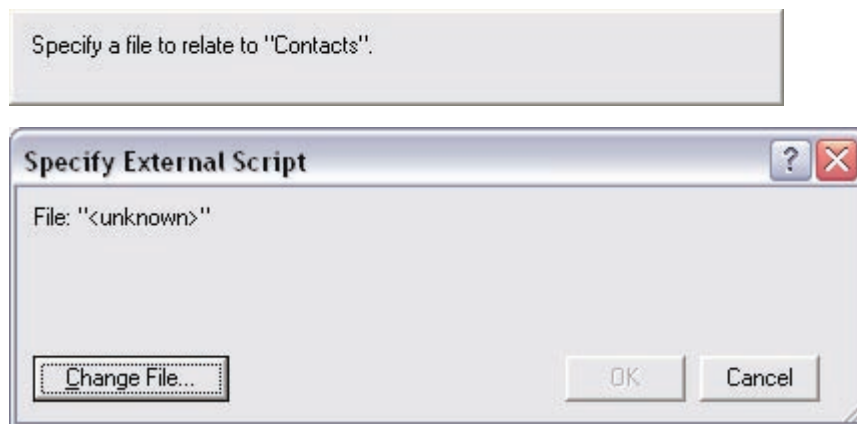 Specify a file to relate to "Contacts".
Specify External Script
File: "<unknown>"
Change File...
OK
Cancel